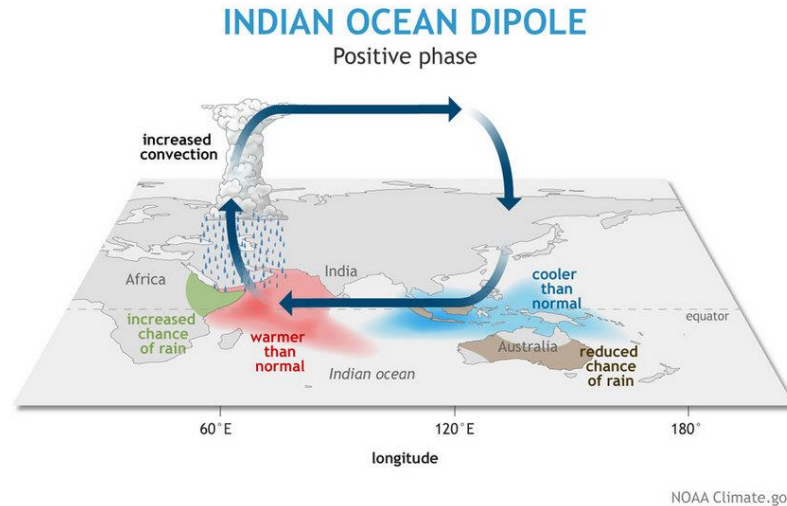 INDIAN OCEAN DIPOLE
Positive phase
increased
convection
Africa
India
cooler
than
normal
increased
chance
of rain
equator
warmer
than
normal
Australia
reduced
chance
of rain
Indian ocean
60°E
120°E
180°
longitude
NOAA Climate.go